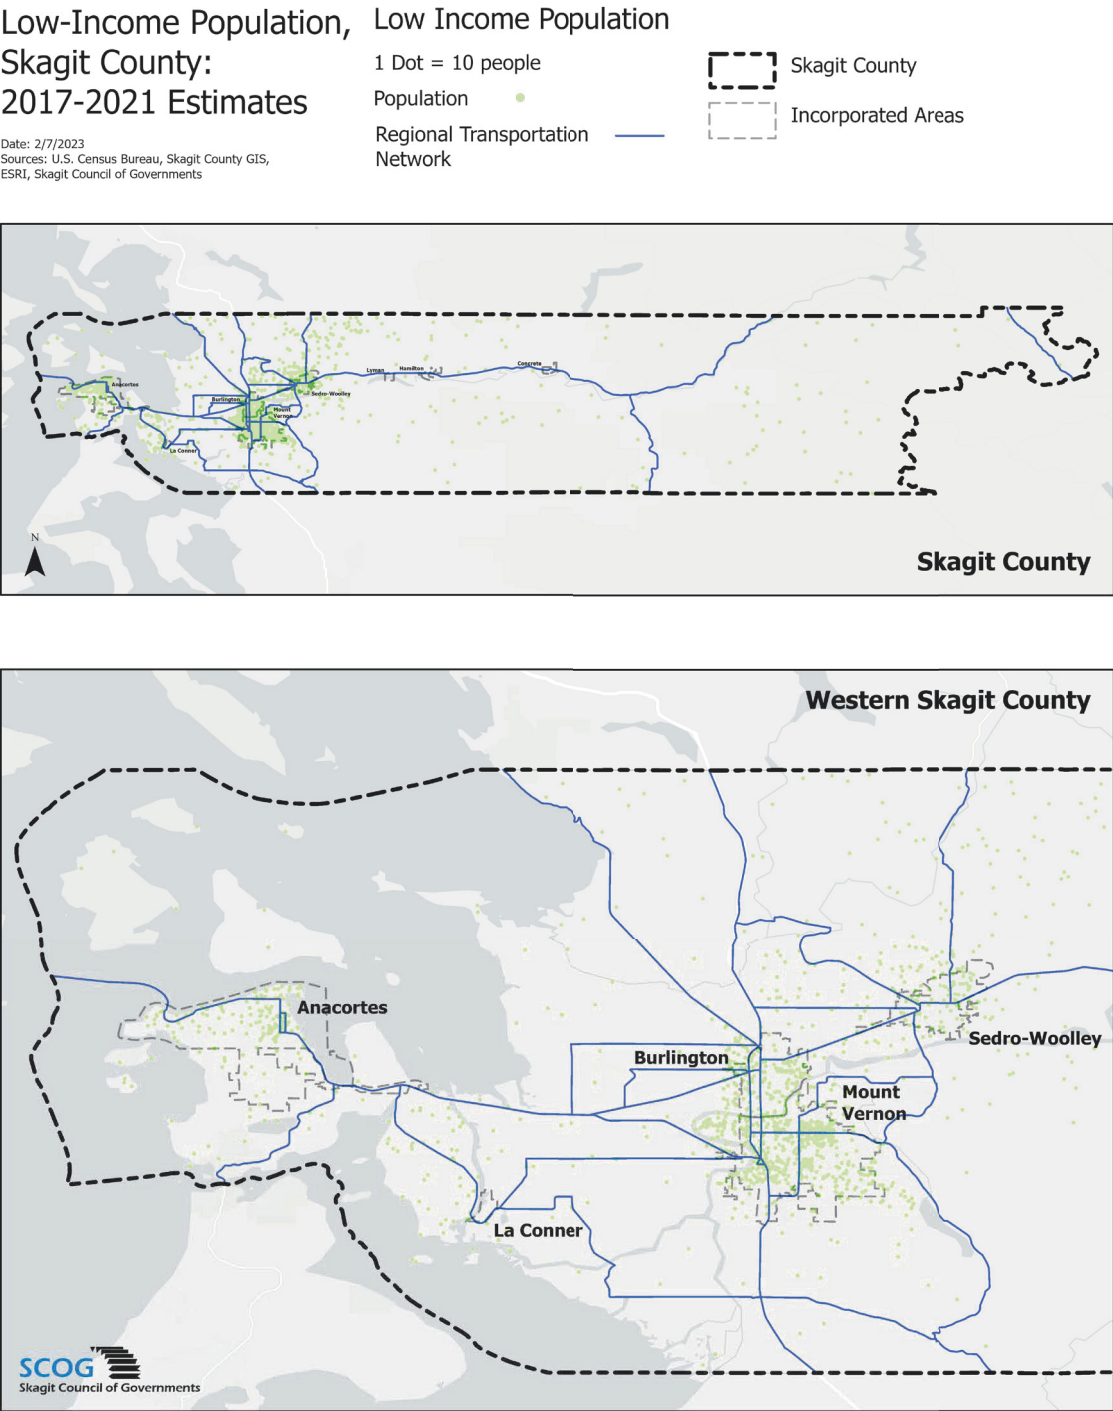 Low-Income Population,
Skagit County:
2017-2021 Estimates
Date: 2/7/2023
Sources: U.S. Census Bureau, Skagit County GIS,
ESRI, Skagit Council of Governments
Low Income Population
1 Dot = 10 people
Population
Regional Transportation
Network
Skagit County
Incorporated Areas
Anacortes
Burlington
Mount
Vernon
La Conner
Sedro-Woolley
Lyman
Hamilton
Concrete
N
Skagit County
Western Skagit County
Anacortes
Burlington
Sedro-Woolley
Mount
Vernon
La Conner
SCOG
Skagit Council of Governments